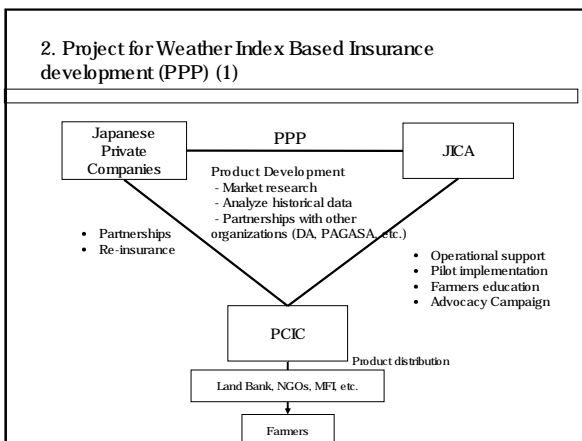 2. Project for Weather Index Based Insurance
development (PPP) (1)
Japanese
Private
Companies
PPP
JICA
Product Development
- Market research
- Analyze historical data
- Partnerships with other
organizations (DA, PAGASA, etc.)
• Partnerships
• Re-insurance
• Operational support
• Pilot implementation
• Farmers education
• Advocacy Campaign
PCIC
Product distribution
Land Bank, NGOs, MFI, etc.
Farmers